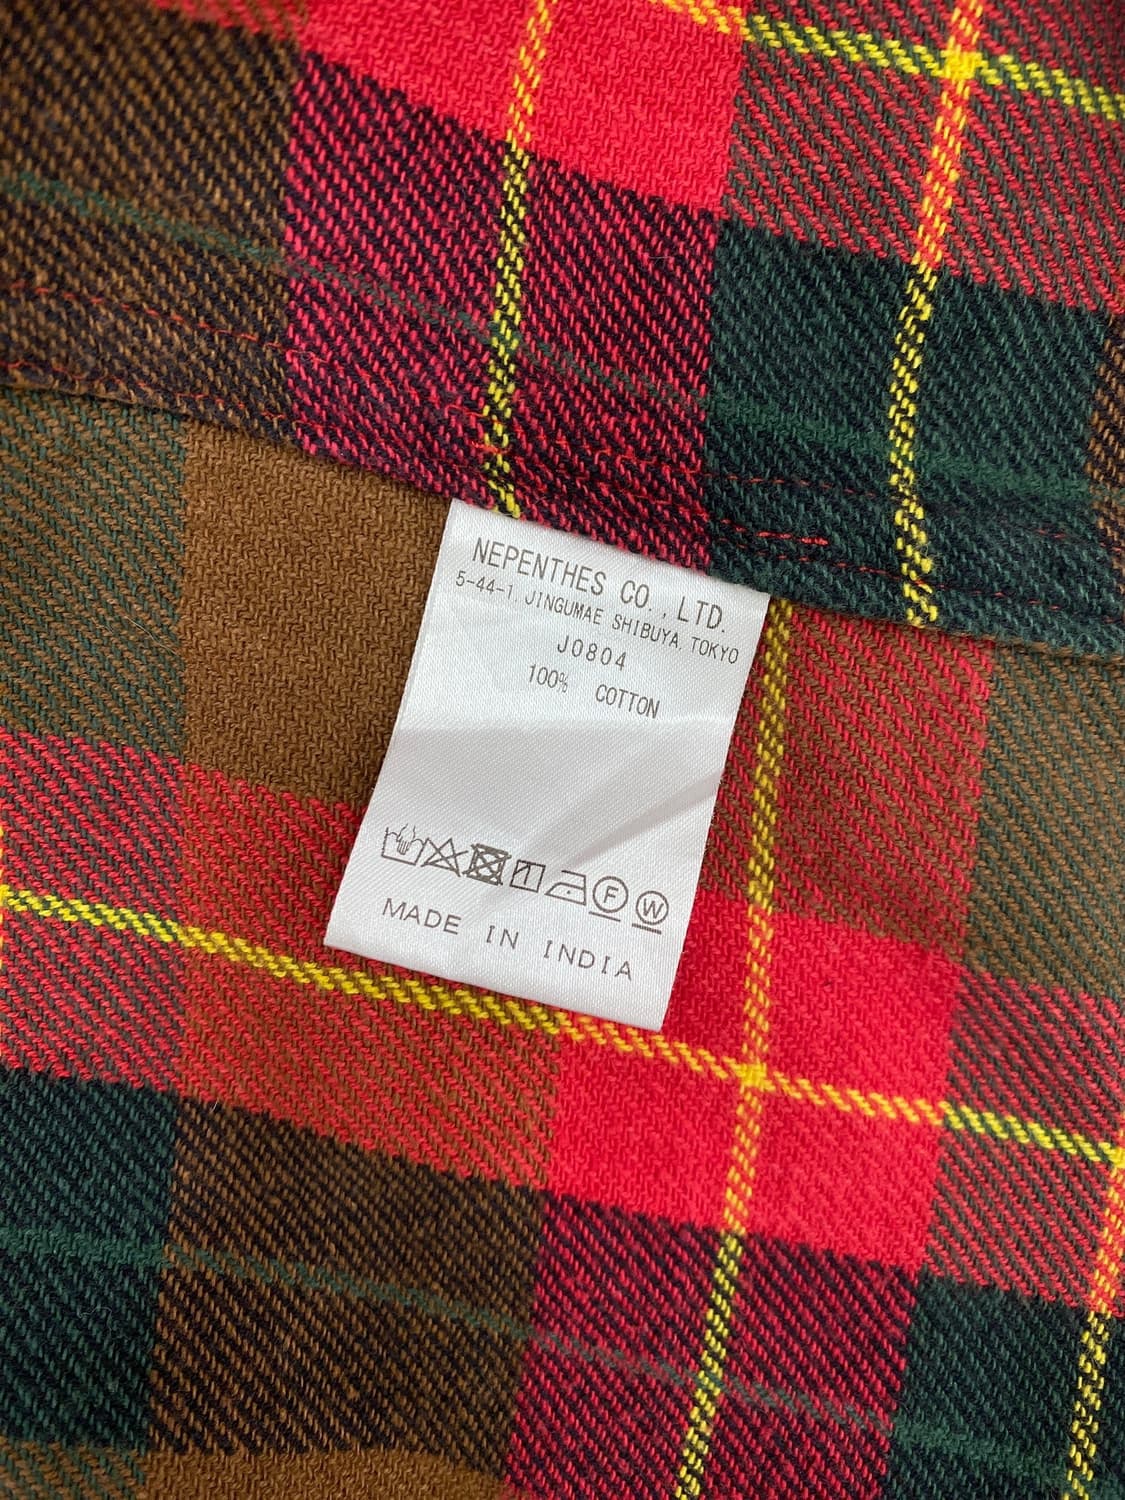 NEPENTHES CO.,LTD.
5-44-1, JINGUMAE SHIBUYA, TOKYO
J0804
100% COTTON
F W
MADE IN INDIA